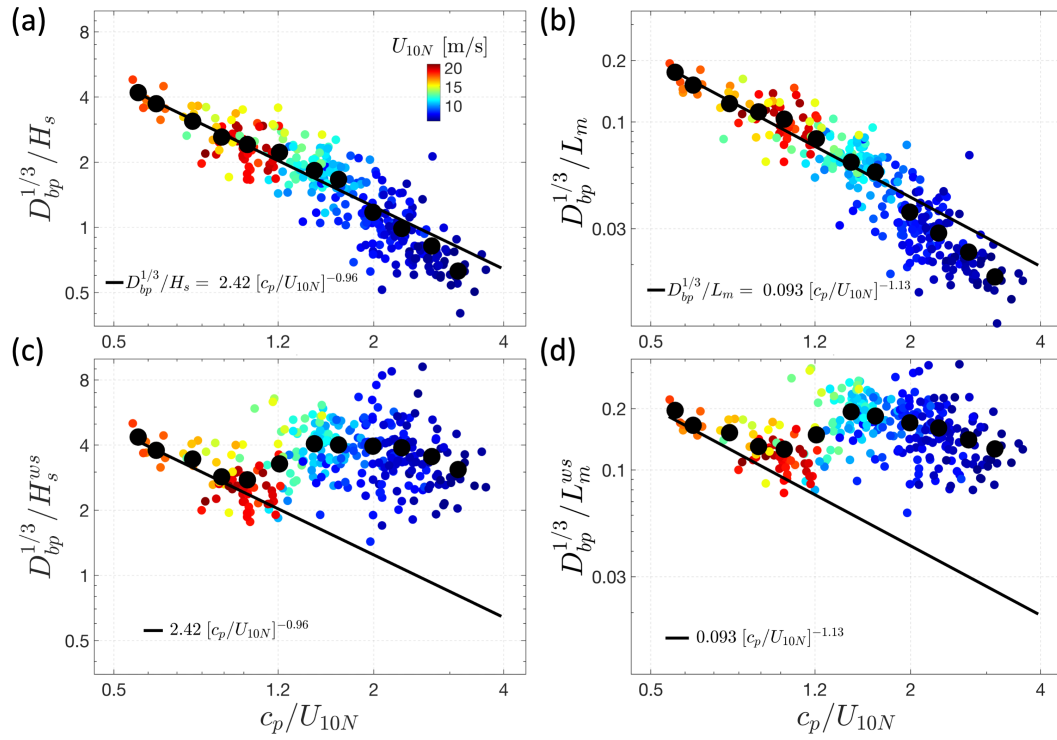 (a)
U_{10N} [m/s]
20
15
10
8
4
2
1
0.5
D_{bp}^{1/3}/H_s
D_{bp}^{1/3}/H_s = 2.42 [c_p/U_{10N}]^{-0.96}
0.5 1.2 2 4
(b)
0.2
0.1
0.03
D_{bp}^{1/3}/L_m
D_{bp}^{1/3}/L_m = 0.093 [c_p/U_{10N}]^{-1.13}
0.5 1.2 2 4
(c)
8
4
2
1
0.5
D_{bp}^{1/3}/H_s^{ws}
2.42 [c_p/U_{10N}]^{-0.96}
0.5 1.2 2 4
c_p/U_{10N}
(d)
0.2
0.1
0.03
D_{bp}^{1/3}/L_m^{ws}
0.093 [c_p/U_{10N}]^{-1.13}
0.5 1.2 2 4
c_p/U_{10N}